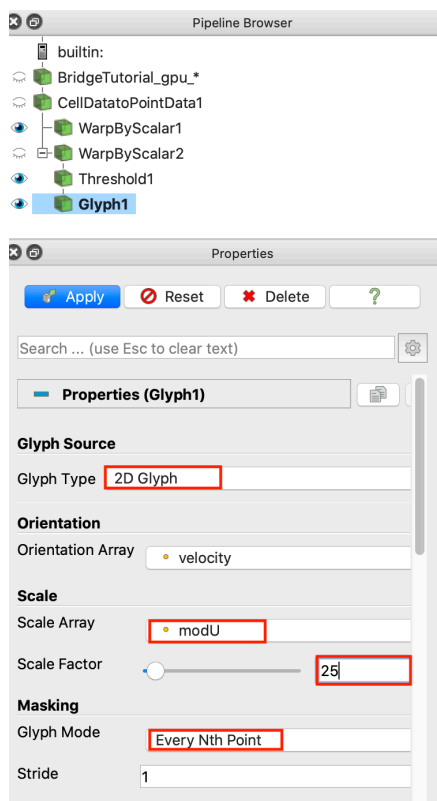 Pipeline Browser
builtin:
BridgeTutorial_gpu_*
CellDatatoPointData1
WarpByScalar1
WarpByScalar2
Threshold1
Glyph1
Properties
Apply Reset Delete ?
Search ... (use Esc to clear text)
Properties (Glyph1)
Glyph Source
Glyph Type 2D Glyph
Orientation
Orientation Array velocity
Scale
Scale Array modU
Scale Factor 25
Masking
Glyph Mode Every Nth Point
Stride 1